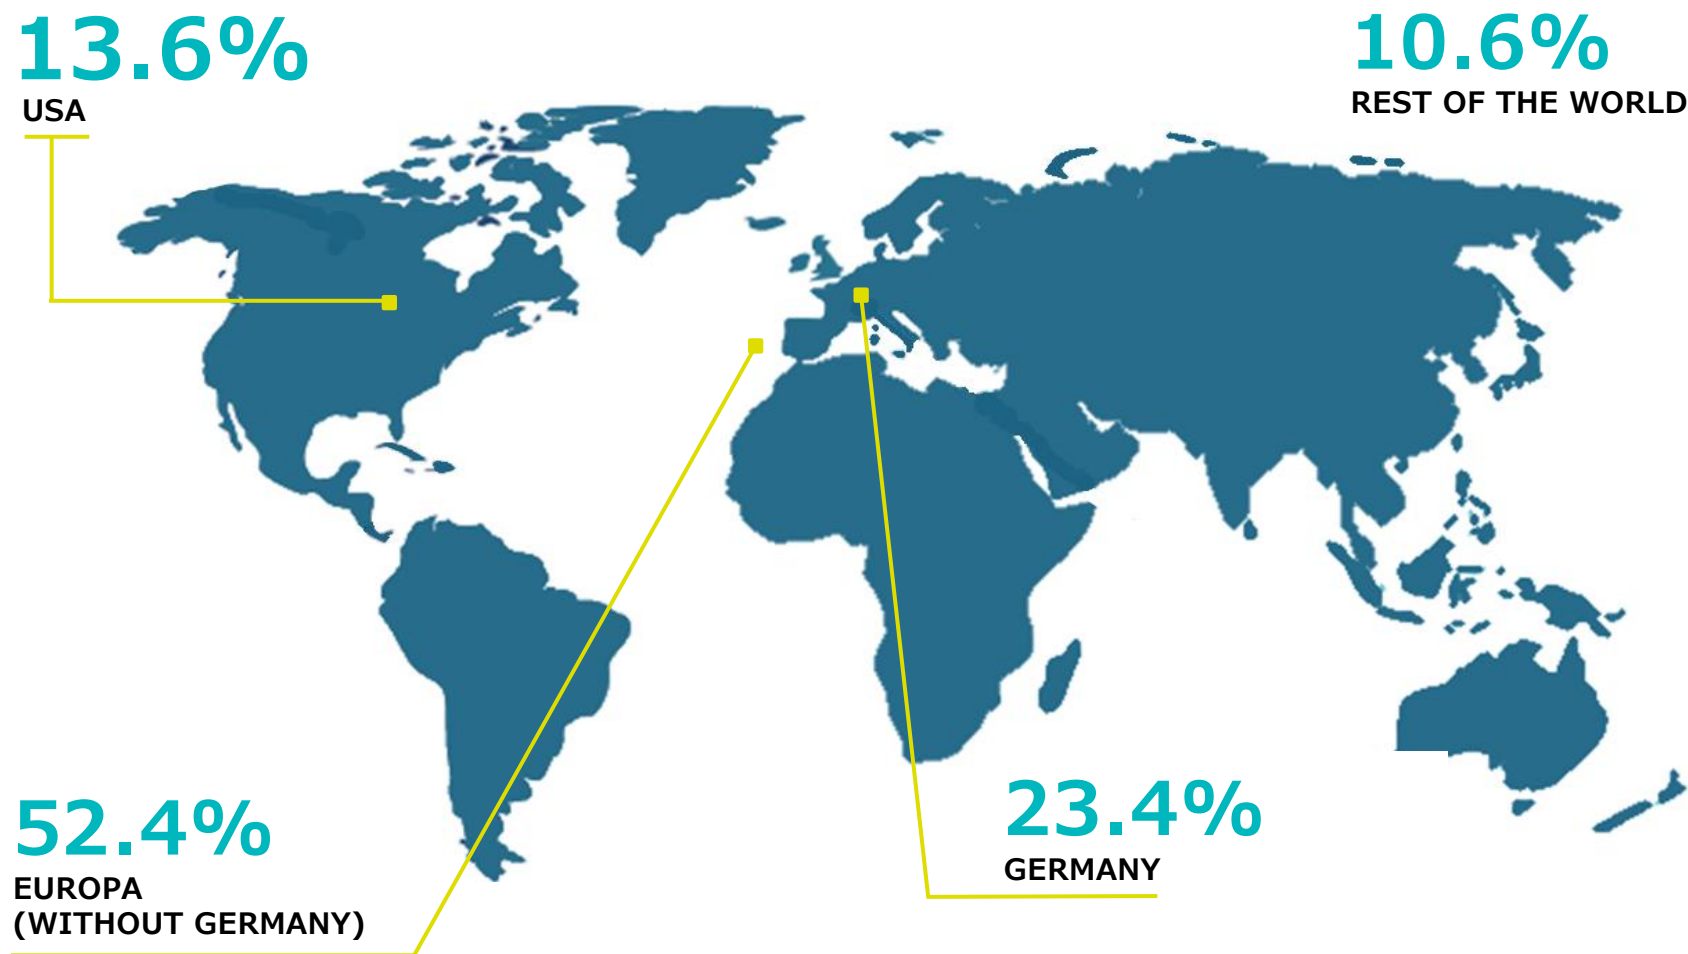 13.6%
USA
10.6%
REST OF THE WORLD
52.4%
EUROPA
(WITHOUT GERMANY)
23.4%
GERMANY